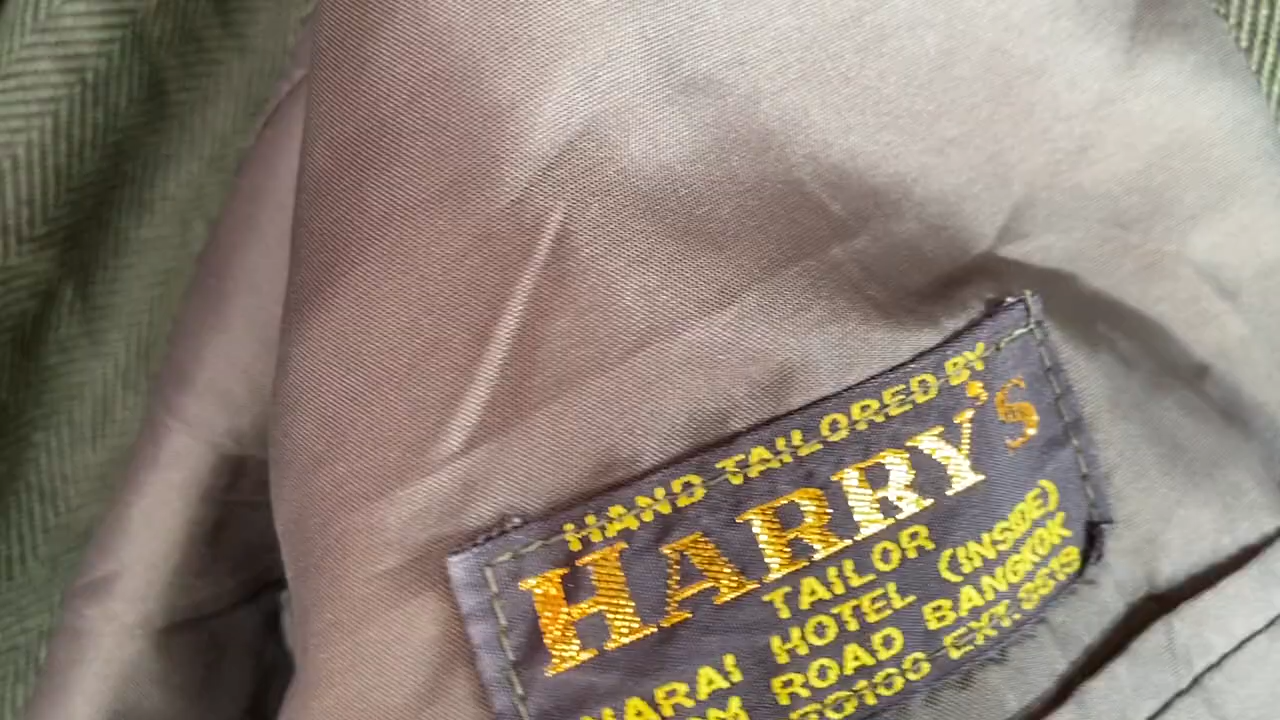 HAND TAILORED BY
HARRY'S
TAILOR
NARAI HOTEL (INSIDE)
ROAD BANGKOK
EXT.